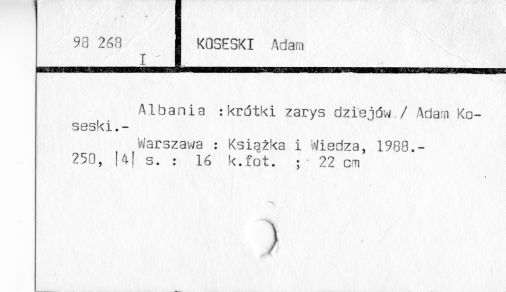 98 268
I
KOSESKI Adam
Albania : krótki zarys dziejów / Adam Ko-
seski.-
Warszawa : Książka i Wiedza, 1988.-
250, |4| s. : 16 k.fot. ; 22 cm